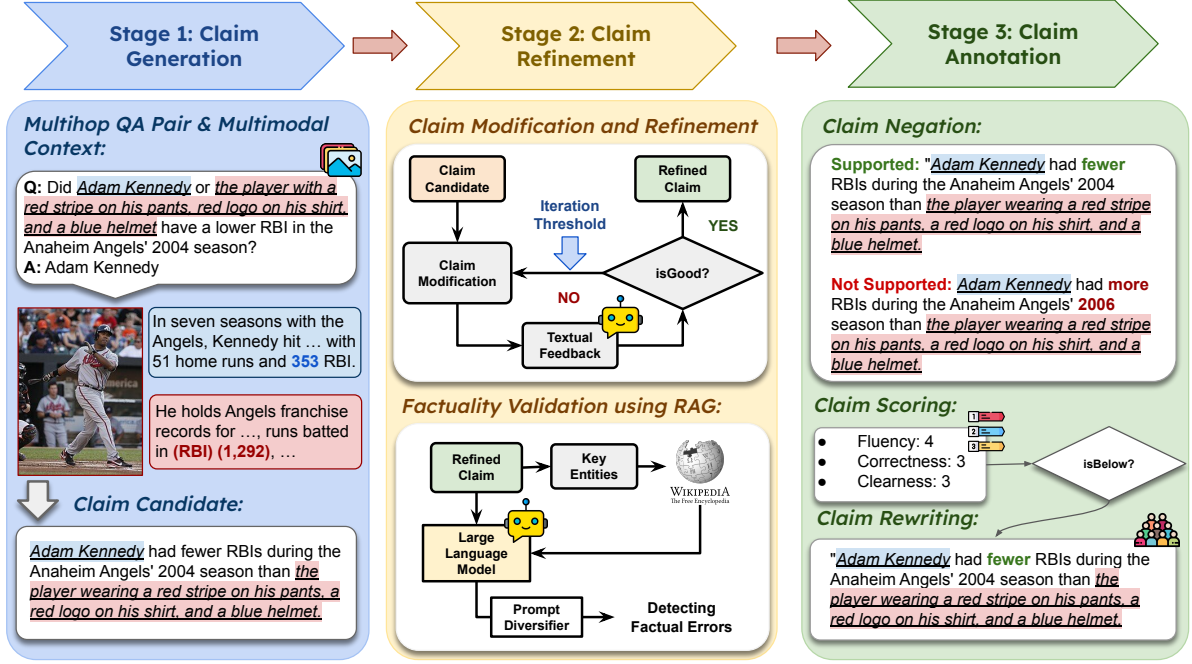 Stage 1: Claim
Generation
Stage 2: Claim
Refinement
Stage 3: Claim
Annotation
Multihop QA Pair & Multimodal
Context:
Q: Did Adam Kennedy or the player with a
red stripe on his pants, red logo on his shirt,
and a blue helmet have a lower RBI in the
Anaheim Angels' 2004 season?
A: Adam Kennedy
In seven seasons with the
Angels, Kennedy hit … with
51 home runs and 353 RBI.
He holds Angels franchise
records for …, runs batted
in (RBI) (1,292), …
Claim Candidate:
Adam Kennedy had fewer RBIs during the
Anaheim Angels' 2004 season than the
player wearing a red stripe on his pants, a
red logo on his shirt, and a blue helmet.
Claim Modification and Refinement
Claim
Candidate
Refined
Claim
Iteration
Threshold
YES
Claim
Modification
isGood?
NO
Textual
Feedback
Factuality Validation using RAG:
Refined
Claim
Key
Entities
WIKIPEDIA
The Free Encyclopedia
Large
Language
Model
Prompt
Diversifier
Detecting
Factual Errors
Claim Negation:
Supported: "Adam Kennedy had fewer
RBIs during the Anaheim Angels' 2004
season than the player wearing a red stripe
on his pants, a red logo on his shirt, and a
blue helmet.
Not Supported: Adam Kennedy had more
RBIs during the Anaheim Angels' 2006
season than the player wearing a red stripe
on his pants, a red logo on his shirt, and a
blue helmet.
Claim Scoring:
1
2
3
● Fluency: 4
● Correctness: 3
● Clearness: 3
isBelow?
Claim Rewriting:
"Adam Kennedy had fewer RBIs during the
Anaheim Angels' 2004 season than the
player wearing a red stripe on his pants, a
red logo on his shirt, and a blue helmet.